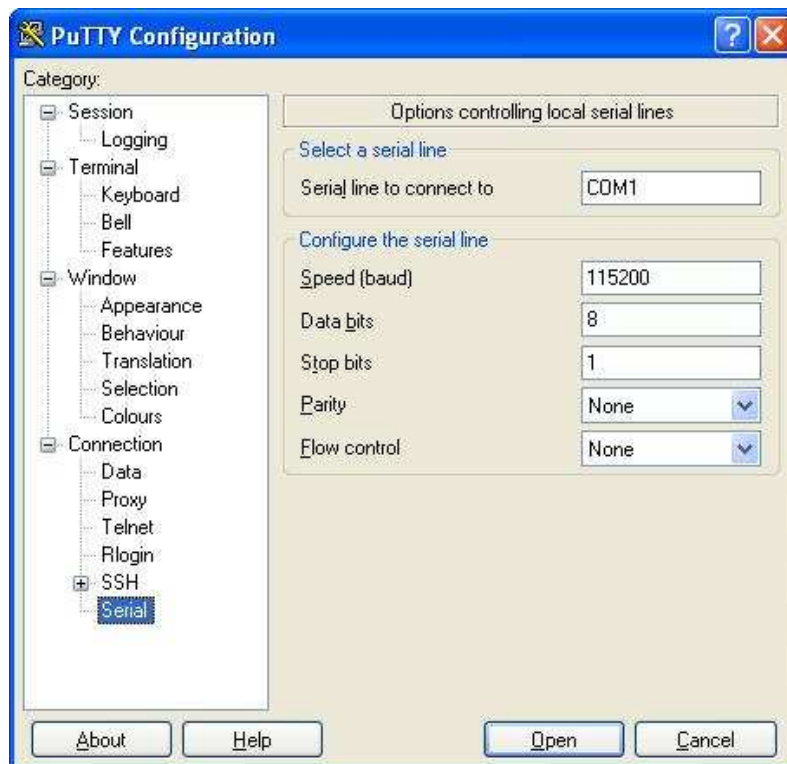 PuTTY Configuration
Category:
Session
Logging
Terminal
Keyboard
Bell
Features
Window
Appearance
Behaviour
Translation
Selection
Colours
Connection
Data
Proxy
Telnet
Rlogin
SSH
Serial
Options controlling local serial lines
Select a serial line
Serial line to connect to COM1
Configure the serial line
Speed (baud) 115200
Data bits 8
Stop bits 1
Parity None
Flow control None
About Help Open Cancel